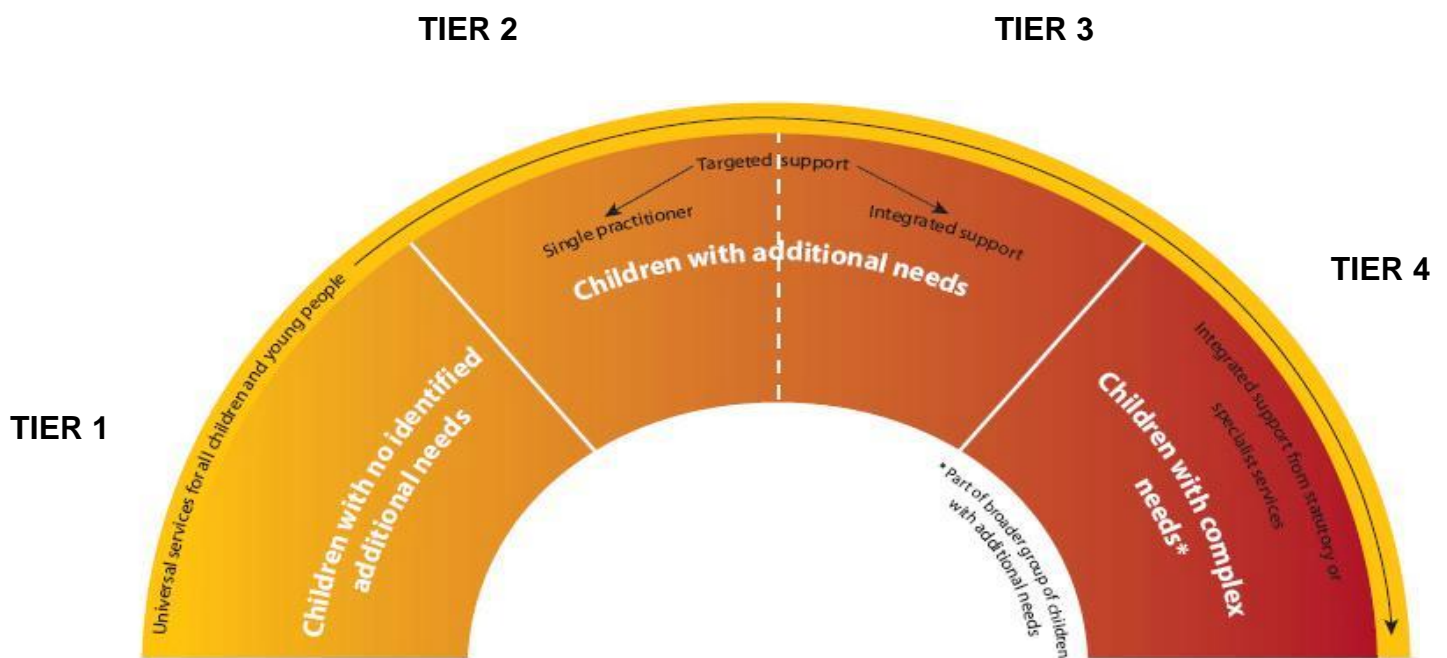 TIER 2
TIER 3
TIER 4
TIER 1
Targeted support
Single practitioner
Integrated support
Children with additional needs
Universal services for all children and young people
Children with no identified
additional needs
Integrated support from statutory or
specialist services
Children with complex
needs*
• Part of broader group of children
with additional needs